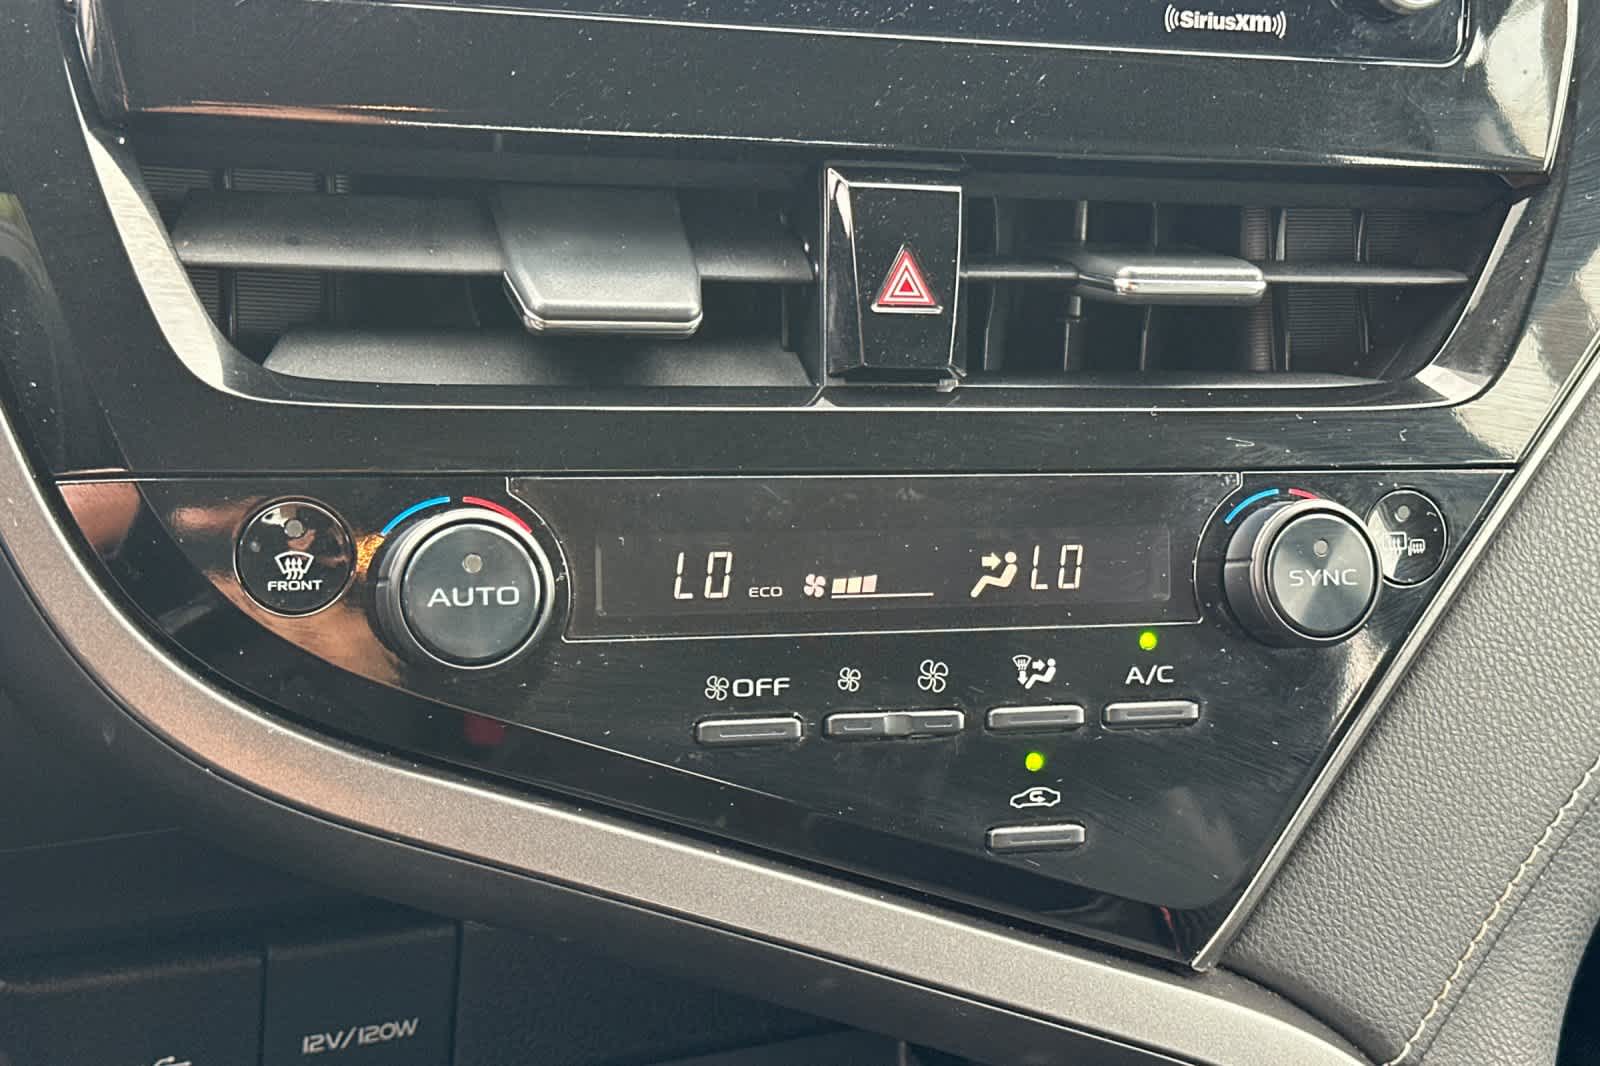 ((SiriusXM))
FRONT
AUTO
LO ECO LO
SYNC
OFF
A/C
12V/120W